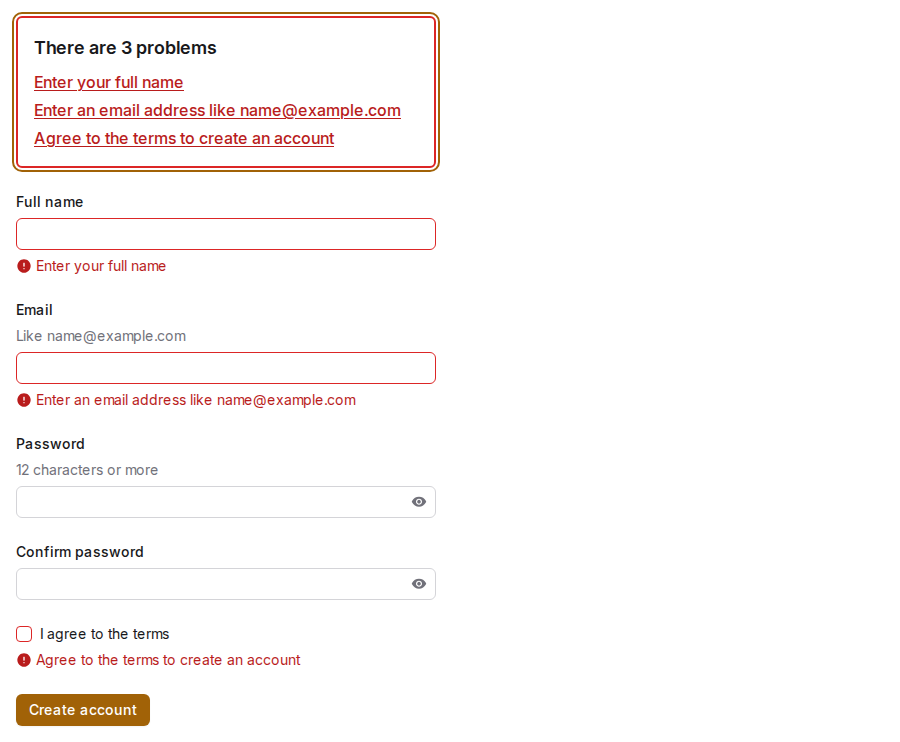 There are 3 problems
Enter your full name
Enter an email address like name@example.com
Agree to the terms to create an account
Full name
Enter your full name
Email
Like name@example.com
Enter an email address like name@example.com
Password
12 characters or more
Confirm password
I agree to the terms
Agree to the terms to create an account
Create account